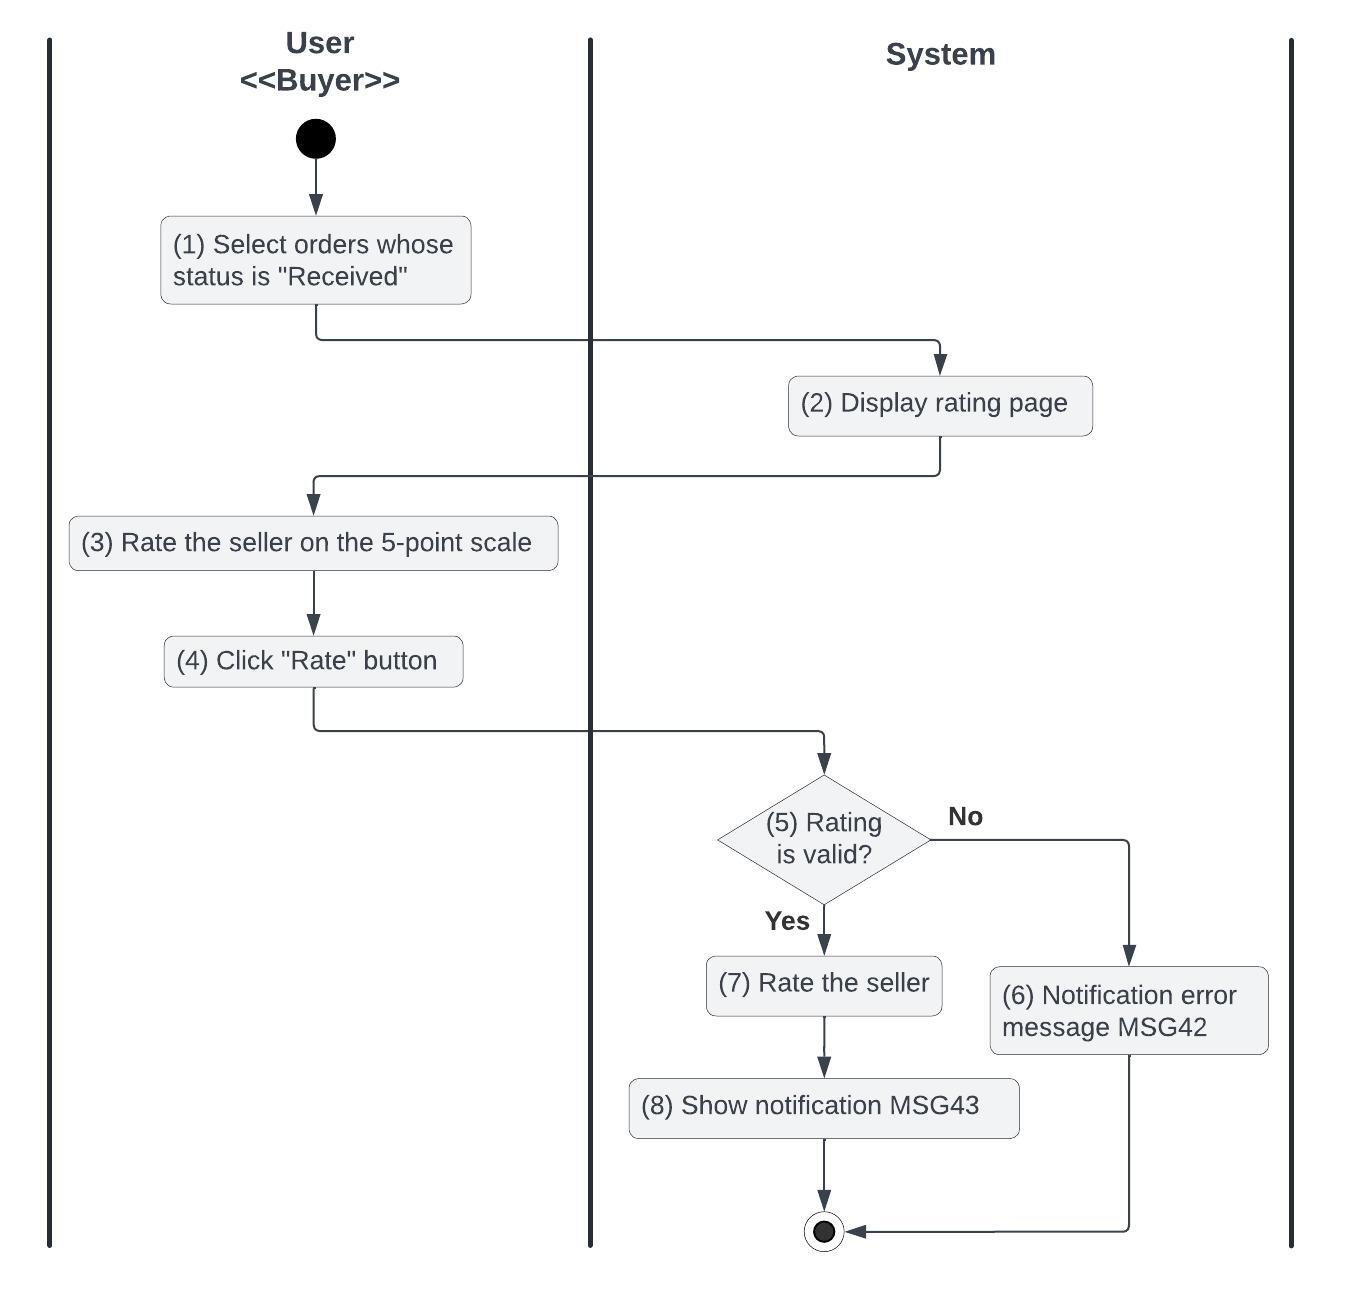 User
<<Buyer>>
System
(1) Select orders whose
status is "Received"
(2) Display rating page
(3) Rate the seller on the 5-point scale
(4) Click "Rate" button
(5) Rating
is valid?
No
Yes
(7) Rate the seller
(6) Notification error
message MSG42
(8) Show notification MSG43